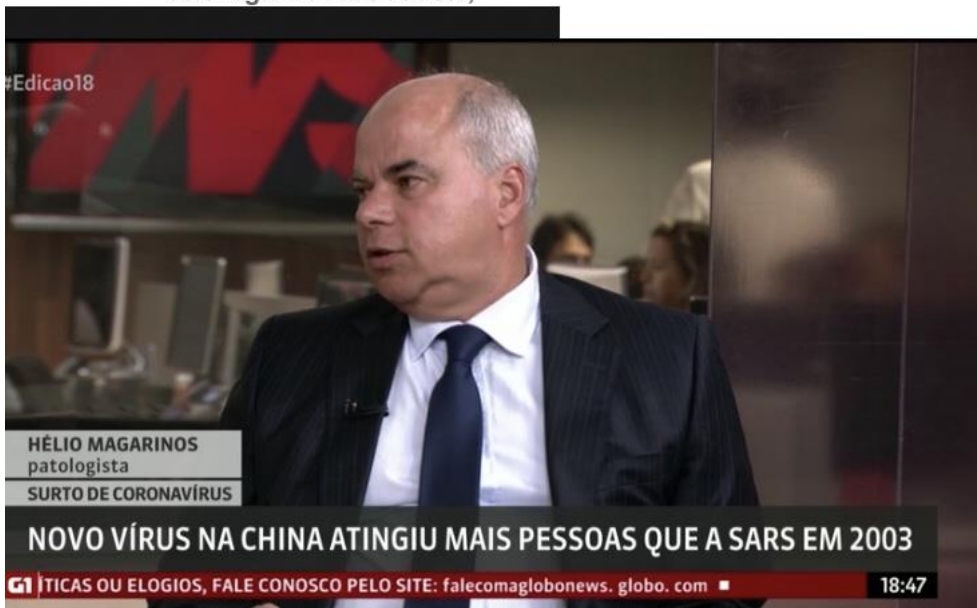 #Edicao18
HÉLIO MAGARINOS
patologista
SURTO DE CORONAVÍRUS
NOVO VÍRUS NA CHINA ATINGIU MAIS PESSOAS QUE A SARS EM 2003
G1 ÍTICAS OU ELOGIOS, FALE CONOSCO PELO SITE: falecomaglobonews. globo. com 18:47